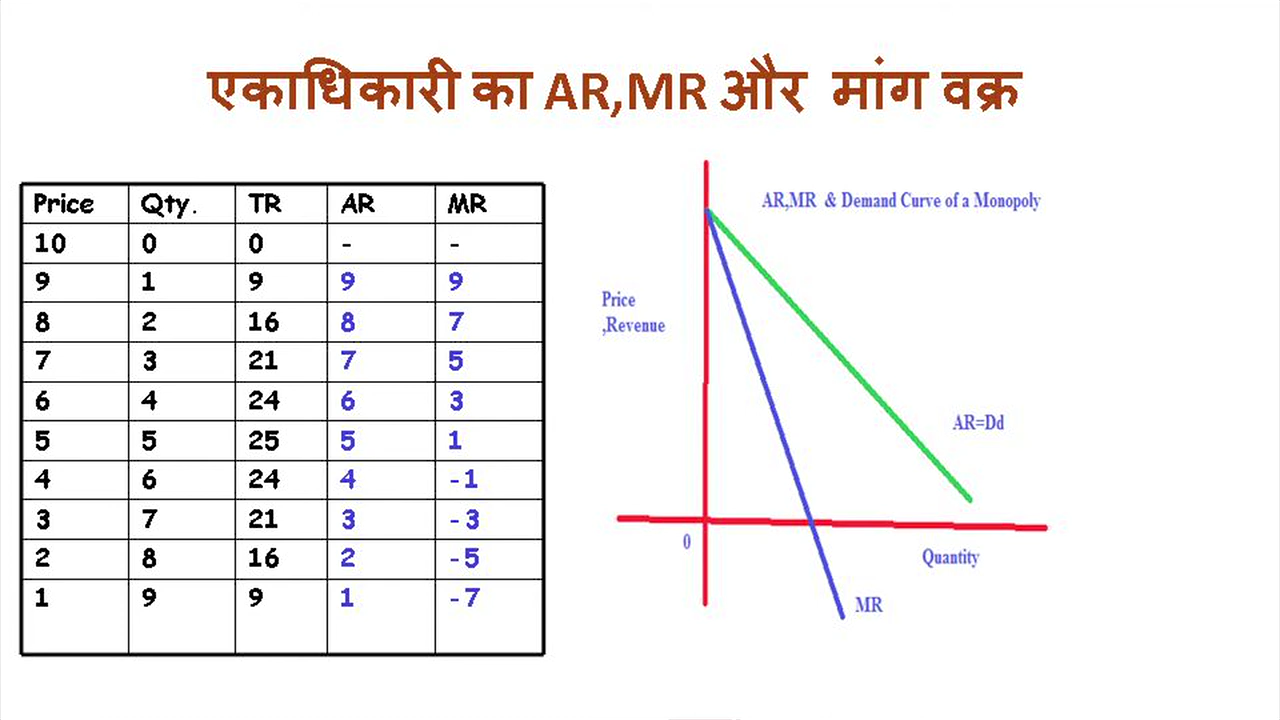 एकाधिकारी का AR,MR और मांग वक्र
Price Qty. TR AR MR
10 0 0 - -
9 1 9 9 9
8 2 16 8 7
7 3 21 7 5
6 4 24 6 3
5 5 25 5 1
4 6 24 4 -1
3 7 21 3 -3
2 8 16 2 -5
1 9 9 1 -7
AR,MR & Demand Curve of a Monopoly
Price
,Revenue
AR=Dd
0
Quantity
MR